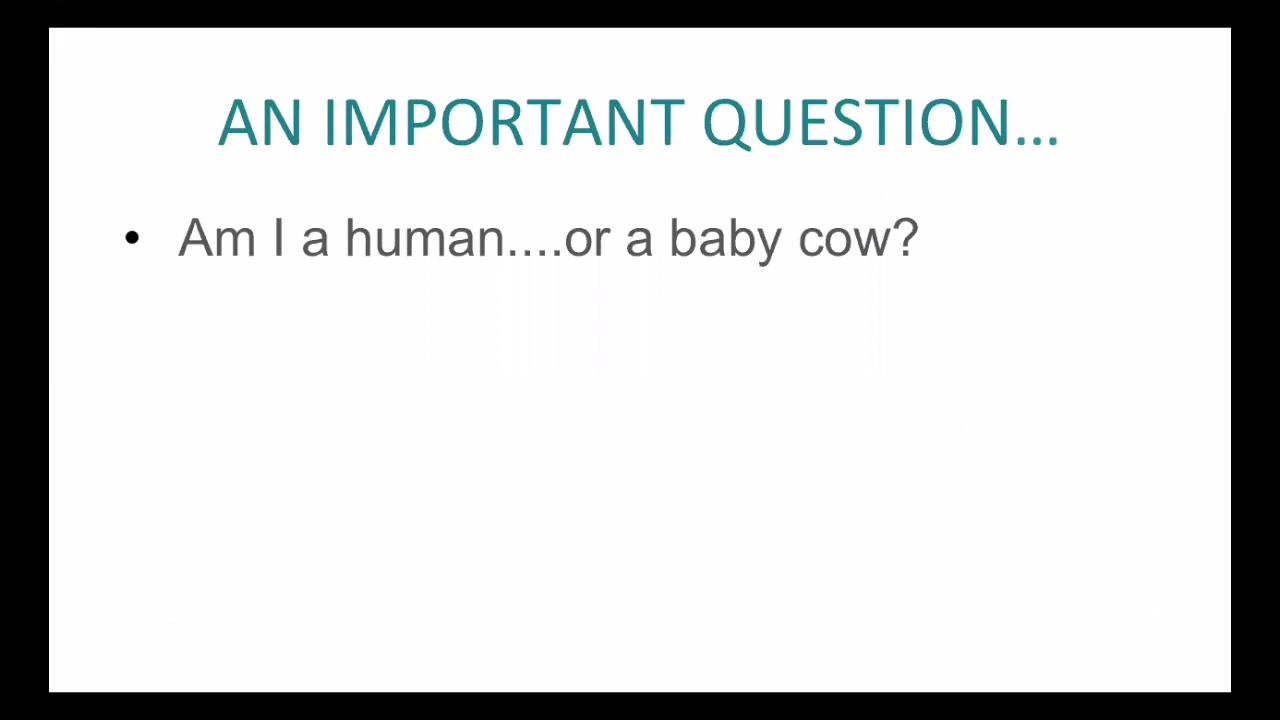 AN IMPORTANT QUESTION...
• Am I a human....or a baby cow?